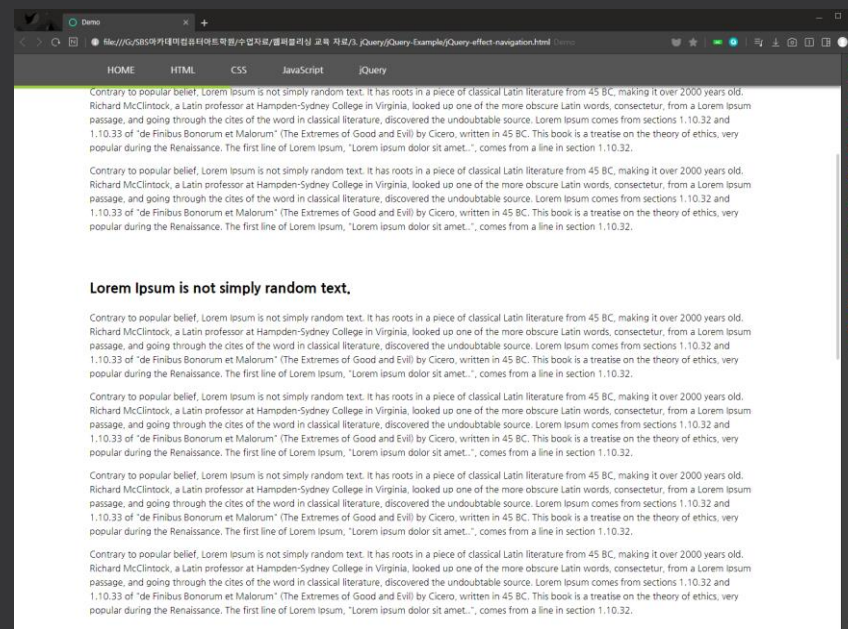 Demo
file:///G:/SBS아카데미컴퓨터아트학원/수업자료/웹퍼블리싱 교육 자료/3. jQuery/jQuery-Example/jQuery-effect-navigation.html Demo
HOME HTML CSS JavaScript jQuery
Contrary to popular belief, Lorem Ipsum is not simply random text. It has roots in a piece of classical Latin literature from 45 BC, making it over 2000 years old.
Richard McClintock, a Latin professor at Hampden-Sydney College in Virginia, looked up one of the more obscure Latin words, consectetur, from a Lorem Ipsum
passage, and going through the cites of the word in classical literature, discovered the undoubtable source. Lorem Ipsum comes from sections 1.10.32 and
1.10.33 of "de Finibus Bonorum et Malorum" (The Extremes of Good and Evil) by Cicero, written in 45 BC. This book is a treatise on the theory of ethics, very
popular during the Renaissance. The first line of Lorem Ipsum, "Lorem ipsum dolor sit amet..", comes from a line in section 1.10.32.
Contrary to popular belief, Lorem Ipsum is not simply random text. It has roots in a piece of classical Latin literature from 45 BC, making it over 2000 years old.
Richard McClintock, a Latin professor at Hampden-Sydney College in Virginia, looked up one of the more obscure Latin words, consectetur, from a Lorem Ipsum
passage, and going through the cites of the word in classical literature, discovered the undoubtable source. Lorem Ipsum comes from sections 1.10.32 and
1.10.33 of "de Finibus Bonorum et Malorum" (The Extremes of Good and Evil) by Cicero, written in 45 BC. This book is a treatise on the theory of ethics, very
popular during the Renaissance. The first line of Lorem Ipsum, "Lorem ipsum dolor sit amet..", comes from a line in section 1.10.32.
Lorem Ipsum is not simply random text.
Contrary to popular belief, Lorem Ipsum is not simply random text. It has roots in a piece of classical Latin literature from 45 BC, making it over 2000 years old.
Richard McClintock, a Latin professor at Hampden-Sydney College in Virginia, looked up one of the more obscure Latin words, consectetur, from a Lorem Ipsum
passage, and going through the cites of the word in classical literature, discovered the undoubtable source. Lorem Ipsum comes from sections 1.10.32 and
1.10.33 of "de Finibus Bonorum et Malorum" (The Extremes of Good and Evil) by Cicero, written in 45 BC. This book is a treatise on the theory of ethics, very
popular during the Renaissance. The first line of Lorem Ipsum, "Lorem ipsum dolor sit amet..", comes from a line in section 1.10.32.
Contrary to popular belief, Lorem Ipsum is not simply random text. It has roots in a piece of classical Latin literature from 45 BC, making it over 2000 years old.
Richard McClintock, a Latin professor at Hampden-Sydney College in Virginia, looked up one of the more obscure Latin words, consectetur, from a Lorem Ipsum
passage, and going through the cites of the word in classical literature, discovered the undoubtable source. Lorem Ipsum comes from sections 1.10.32 and
1.10.33 of "de Finibus Bonorum et Malorum" (The Extremes of Good and Evil) by Cicero, written in 45 BC. This book is a treatise on the theory of ethics, very
popular during the Renaissance. The first line of Lorem Ipsum, "Lorem ipsum dolor sit amet..", comes from a line in section 1.10.32.
Contrary to popular belief, Lorem Ipsum is not simply random text. It has roots in a piece of classical Latin literature from 45 BC, making it over 2000 years old.
Richard McClintock, a Latin professor at Hampden-Sydney College in Virginia, looked up one of the more obscure Latin words, consectetur, from a Lorem Ipsum
passage, and going through the cites of the word in classical literature, discovered the undoubtable source. Lorem Ipsum comes from sections 1.10.32 and
1.10.33 of "de Finibus Bonorum et Malorum" (The Extremes of Good and Evil) by Cicero, written in 45 BC. This book is a treatise on the theory of ethics, very
popular during the Renaissance. The first line of Lorem Ipsum, "Lorem ipsum dolor sit amet..", comes from a line in section 1.10.32.
Contrary to popular belief, Lorem Ipsum is not simply random text. It has roots in a piece of classical Latin literature from 45 BC, making it over 2000 years old.
Richard McClintock, a Latin professor at Hampden-Sydney College in Virginia, looked up one of the more obscure Latin words, consectetur, from a Lorem Ipsum
passage, and going through the cites of the word in classical literature, discovered the undoubtable source. Lorem Ipsum comes from sections 1.10.32 and
1.10.33 of "de Finibus Bonorum et Malorum" (The Extremes of Good and Evil) by Cicero, written in 45 BC. This book is a treatise on the theory of ethics, very
popular during the Renaissance. The first line of Lorem Ipsum, "Lorem ipsum dolor sit amet..", comes from a line in section 1.10.32.